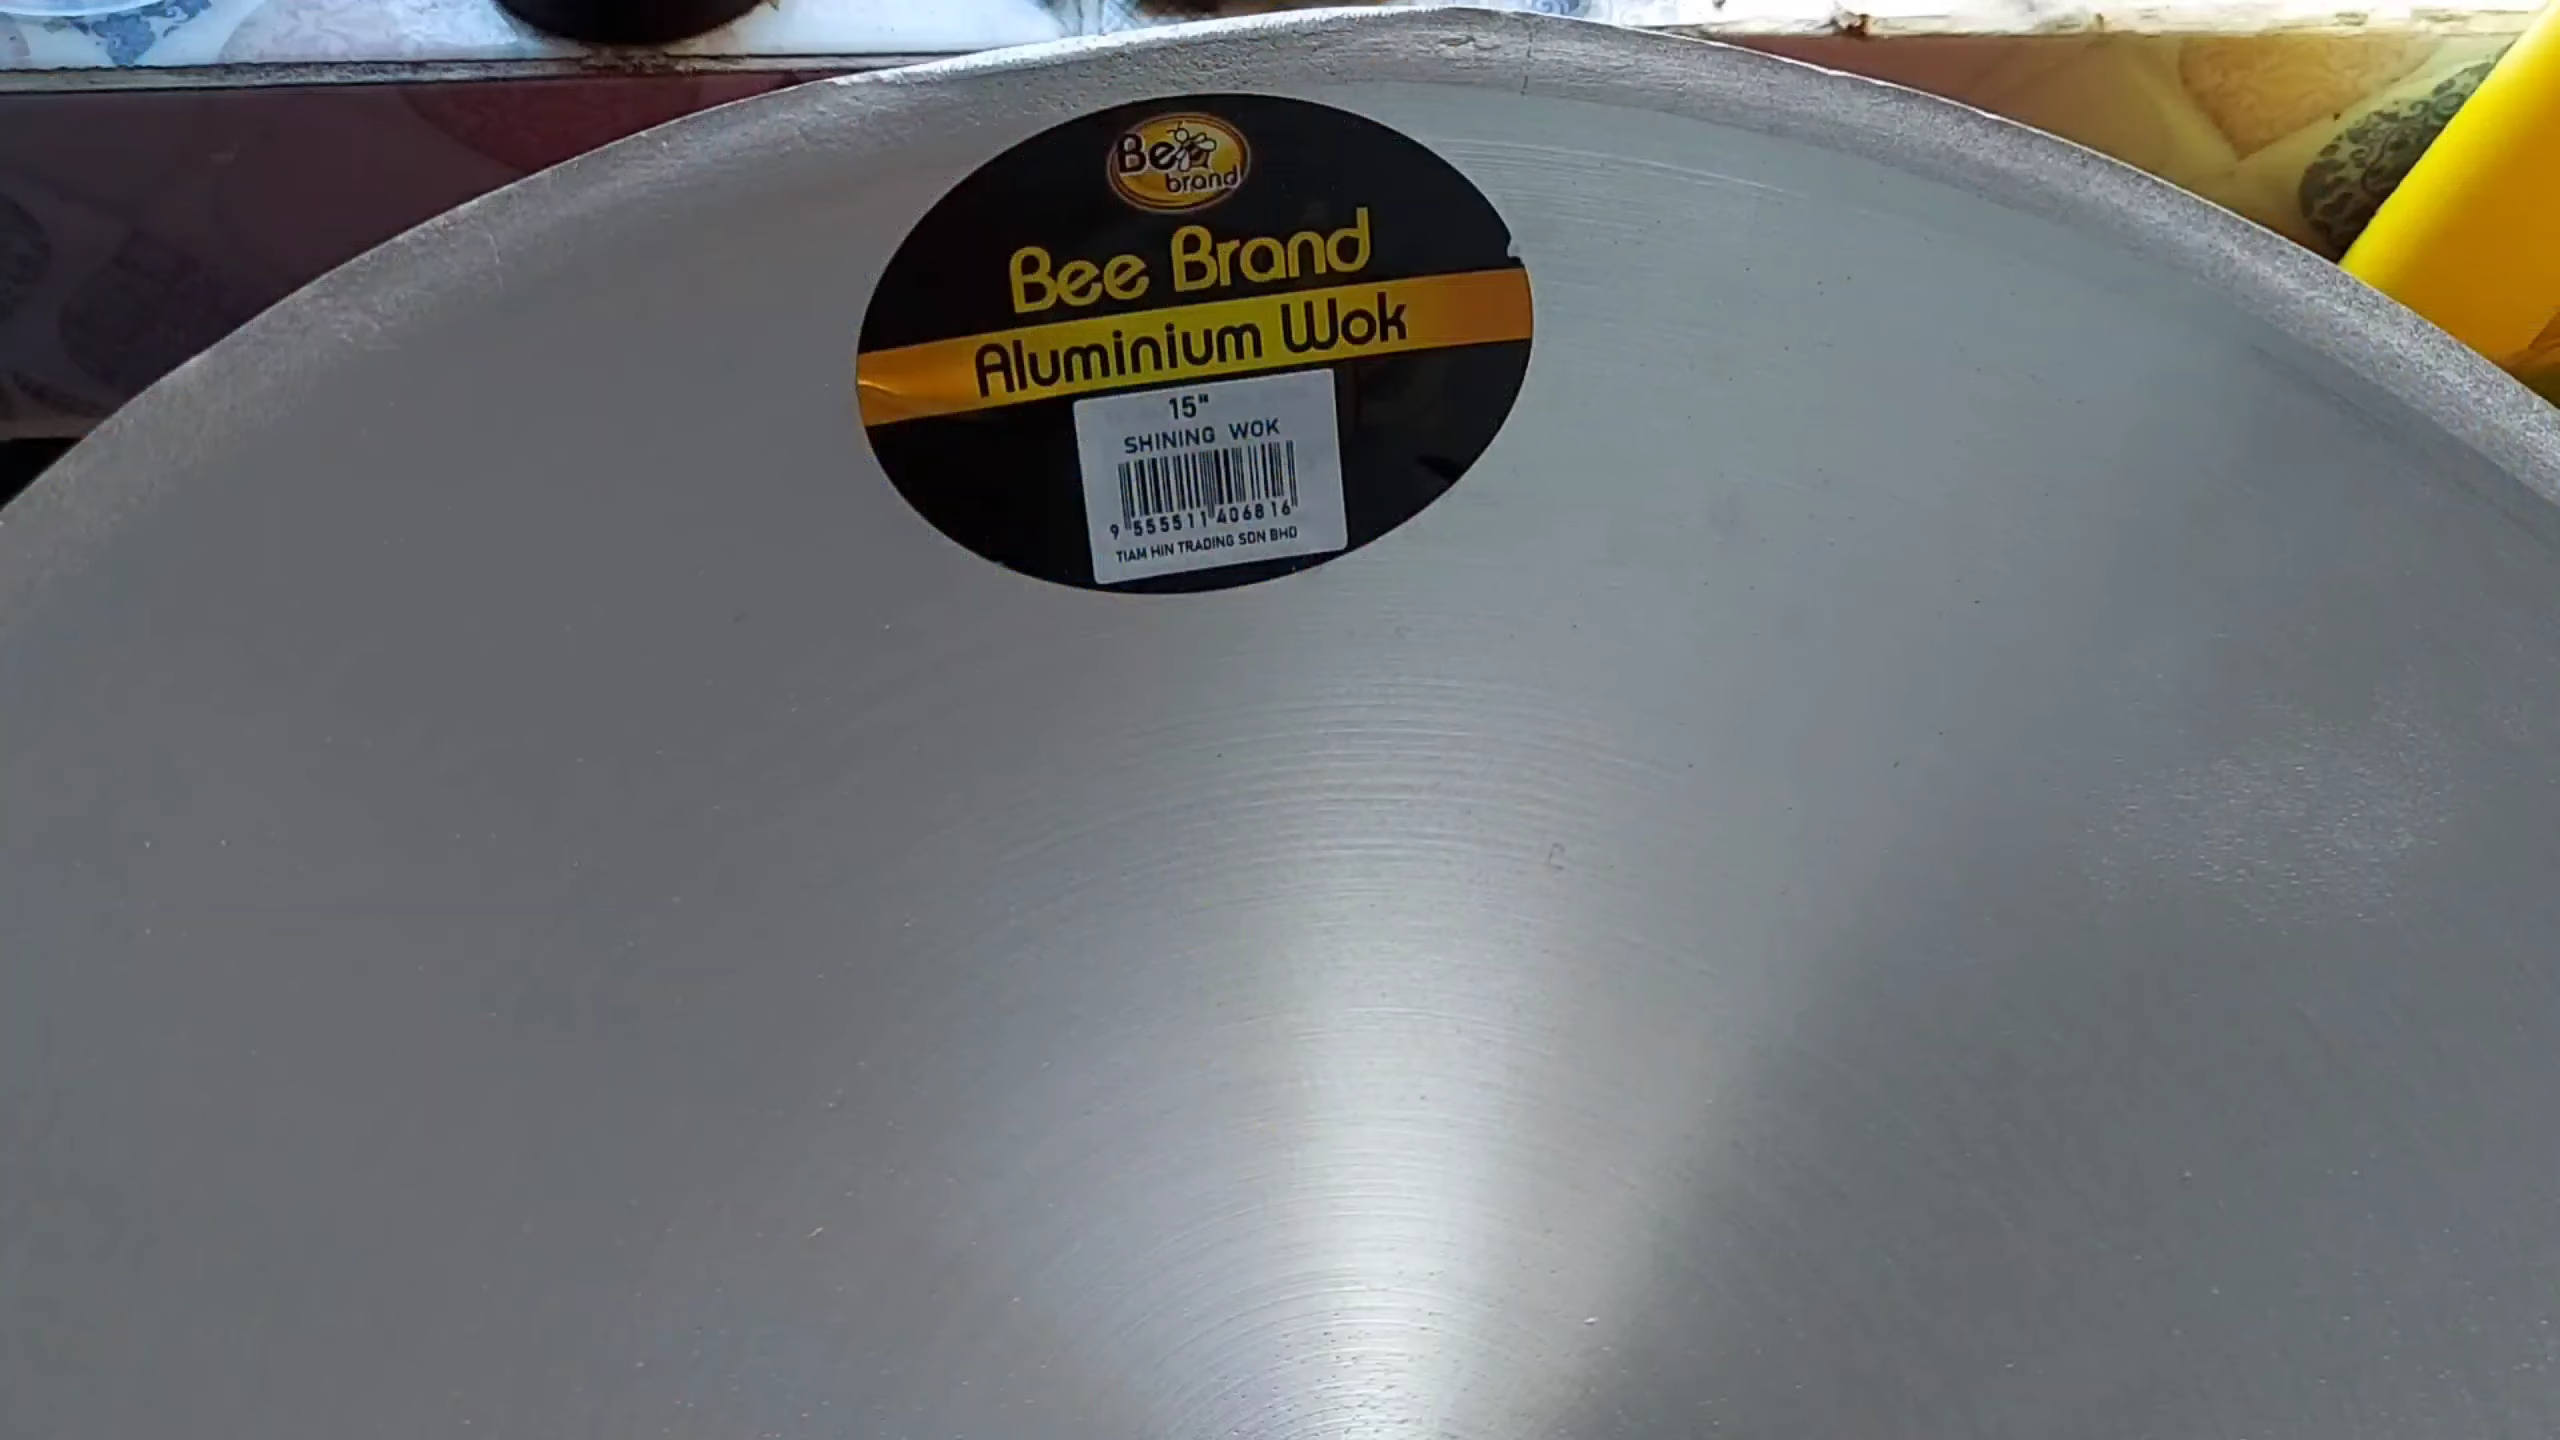 Bee
brand
Bee Brand
Aluminium Wok
15"
SHINING WOK
9 555511 406816
TIAM HIN TRADING SDN BHD